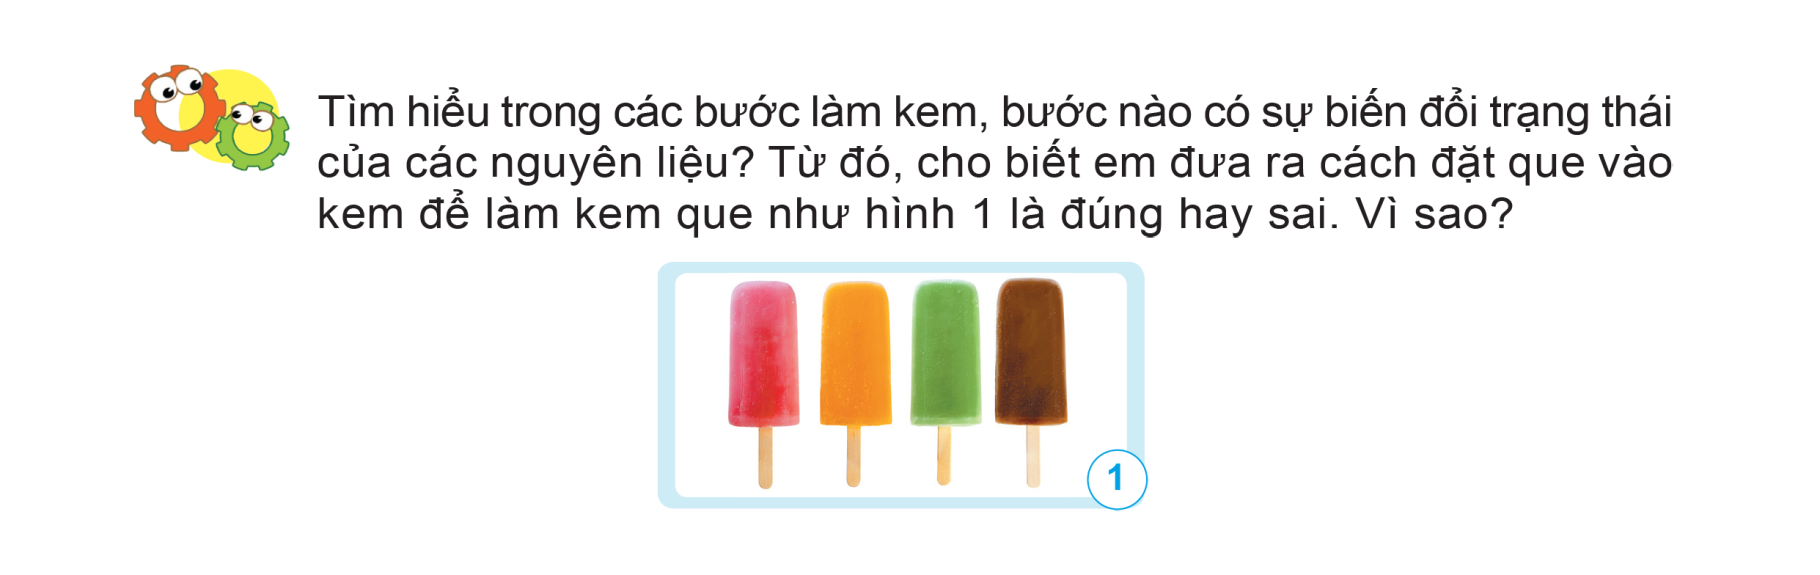 Tìm hiểu trong các bước làm kem, bước nào có sự biến đổi trạng thái
của các nguyên liệu? Từ đó, cho biết em đưa ra cách đặt que vào
kem để làm kem que như hình 1 là đúng hay sai. Vì sao?
1